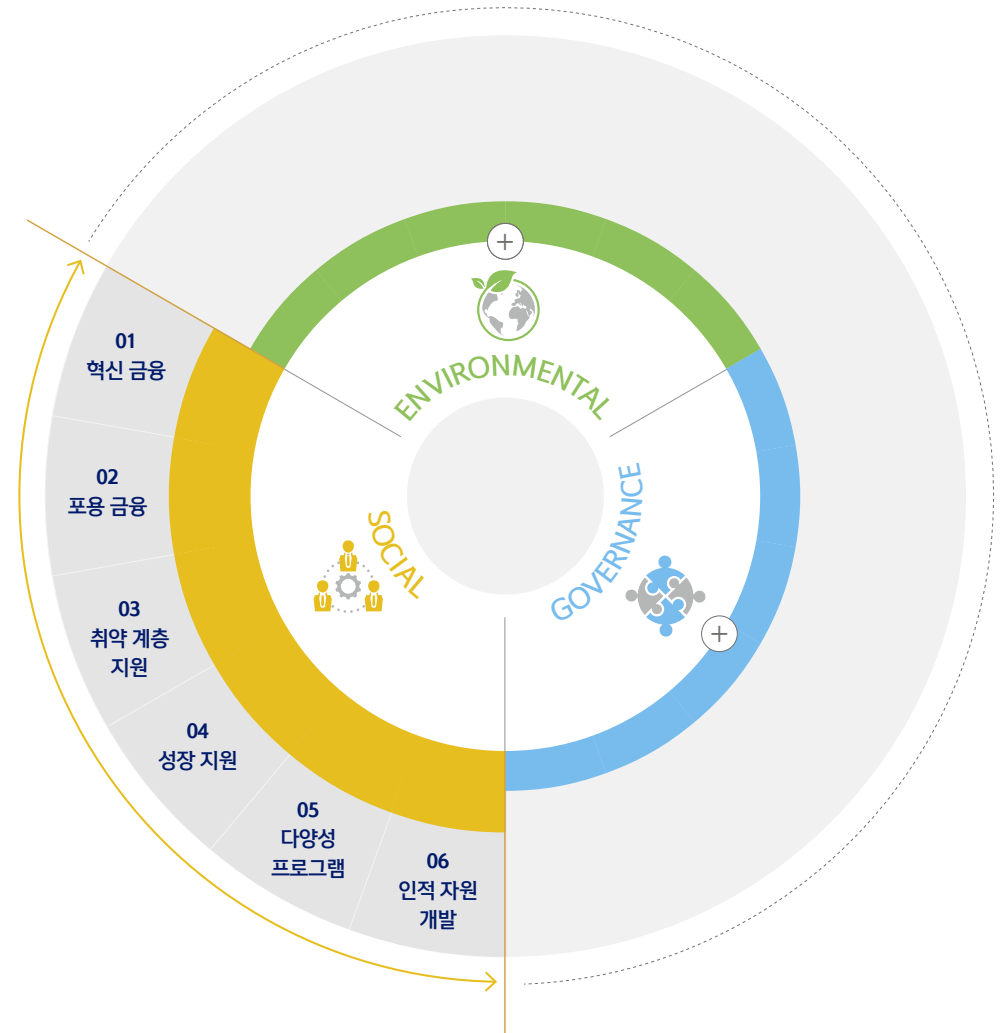 ENVIRONMENTAL
SOCIAL
GOVERNANCE
01
혁신 금융
02
포용 금융
03
취약 계층
지원
04
성장 지원
05
다양성
프로그램
06
인적 자원
개발